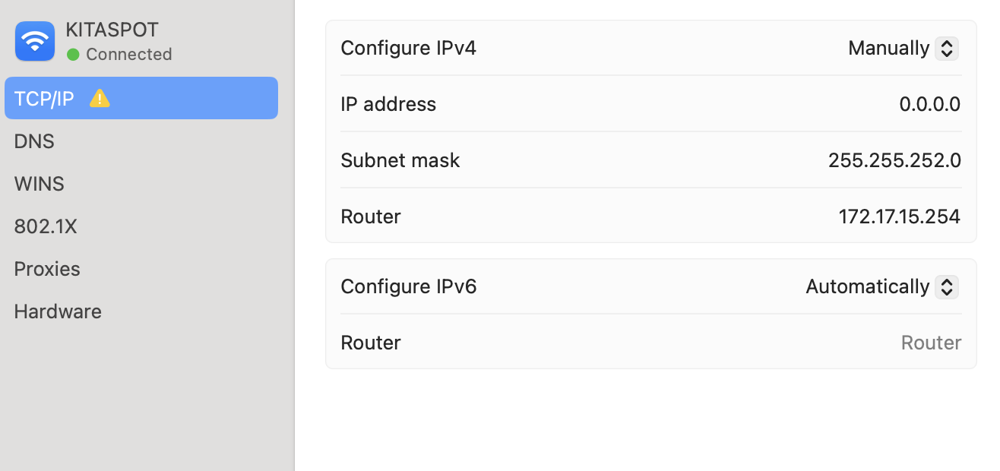 KITASPOT
Connected
TCP/IP
DNS
WINS
802.1X
Proxies
Hardware
Configure IPv4 Manually
IP address 0.0.0.0
Subnet mask 255.255.252.0
Router 172.17.15.254
Configure IPv6 Automatically
Router Router